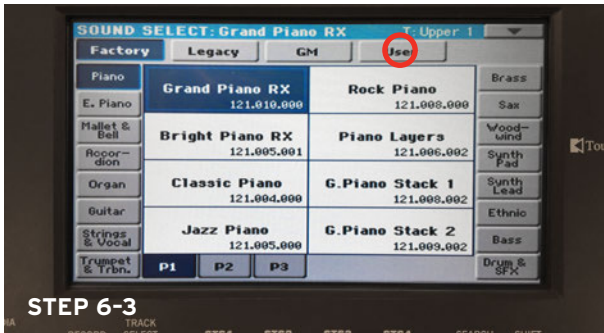 SOUND SELECT: Grand Piano RX T: Upper 1
Factory Legacy GM User
Piano
E. Piano
Mallet &
Bell
Accor-
dion
Organ
Guitar
Strings
& Vocal
Trumpet
& Trbn.
Grand Piano RX
121.010.000
Rock Piano
121.008.000
Bright Piano RX
121.005.001
Piano Layers
121.006.002
Classic Piano
121.004.000
G.Piano Stack 1
121.008.002
Jazz Piano
121.005.000
G.Piano Stack 2
121.009.002
P1 P2 P3
Brass
Sax
Wood-
wind
Synth
Pad
Synth
Lead
Ethnic
Bass
Drum &
SFX
Tou
STEP 6-3
TRACK